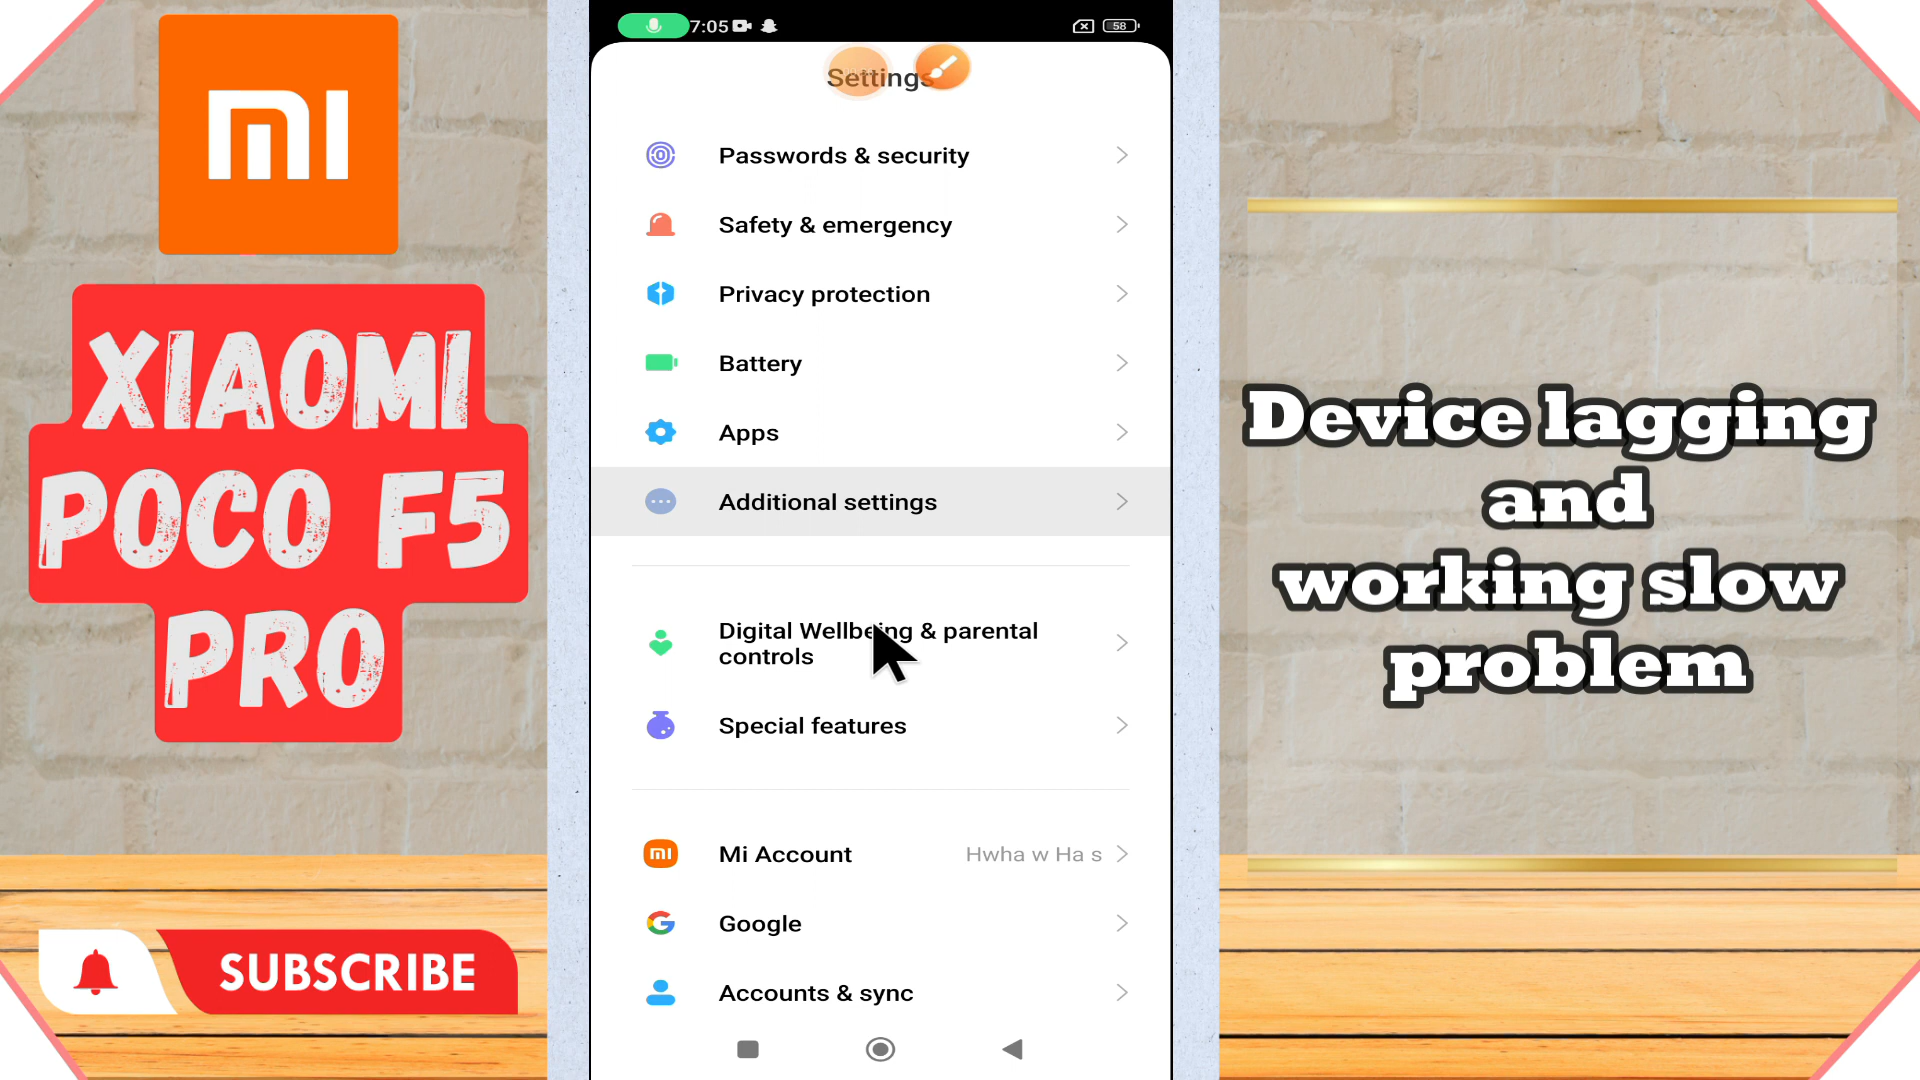 mi
XIAOMI
POCO F5
PRO
SUBSCRIBE
7:05
58
Settings
Passwords & security
Safety & emergency
Privacy protection
Battery
Apps
Additional settings
Digital Wellbeing & parental
controls
Special features
mi
Mi Account Hwha w Ha s
Google
Accounts & sync
Device lagging
and
working slow
problem